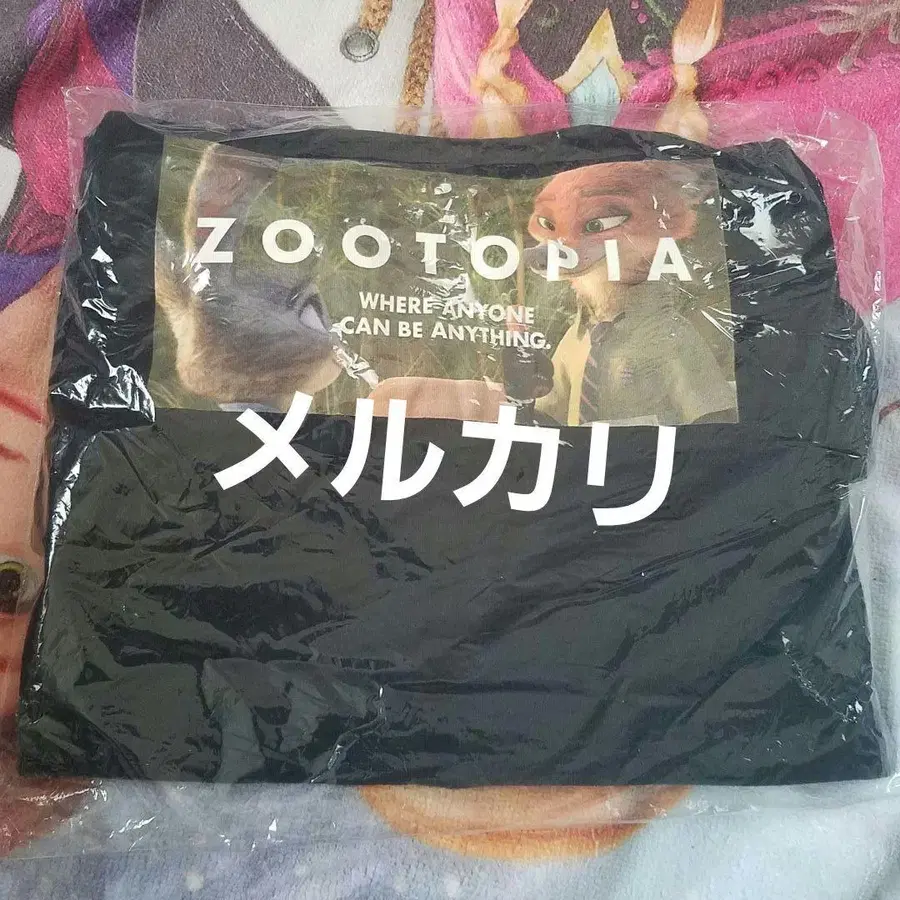 ZOOTOPIA
WHERE ANYONE
CAN BE ANYTHING.
メルカリ